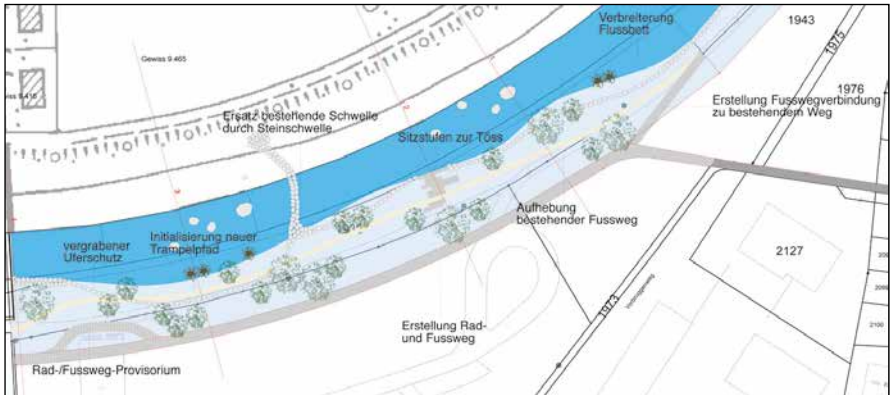 Verbreiterung
Flussbett
1943
1975
Gewiss 9.465
1976
Erstellung Fusswegverbindung
zu bestehendem Weg
Ersatz bestehende Schwelle
durch Steinschwelle
Sitzstufen zur Töss
Aufhebung
bestehender Fussweg
vergrabener
Uferschutz
Initialisierung neuer
Trampelpfad
2127
1973
Erstellung Rad-
und Fussweg
2100
Rad-/Fussweg-Provisorium